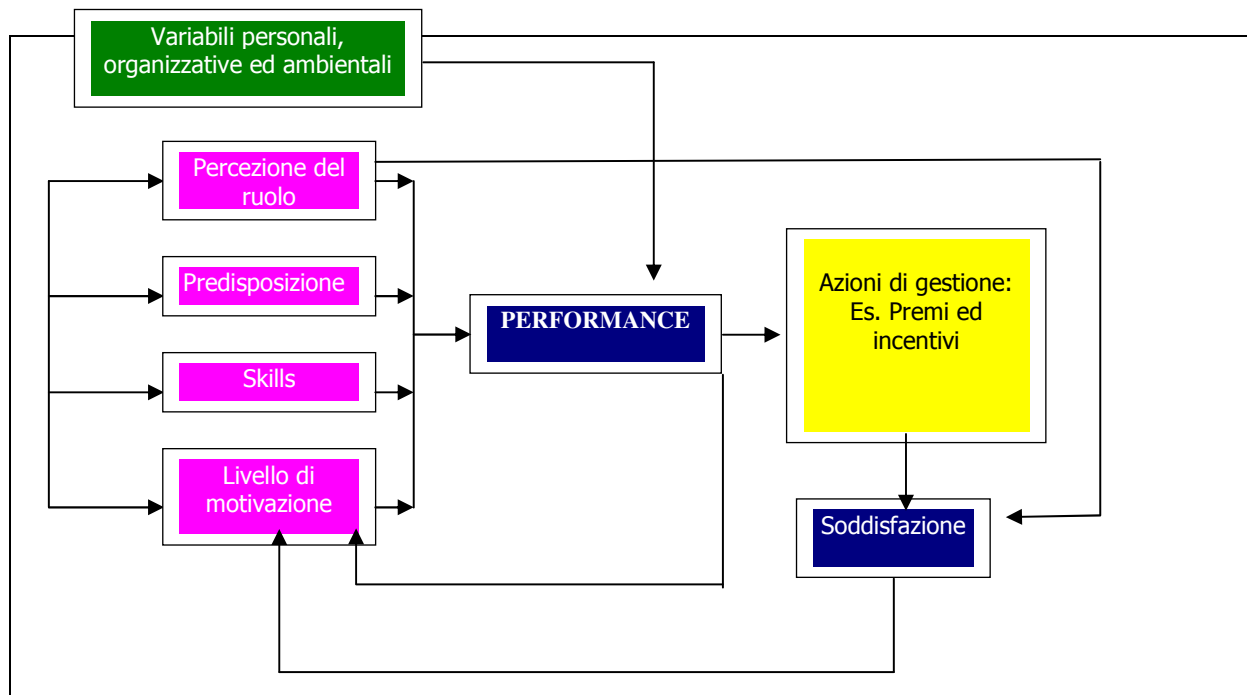 Variabili personali,
organizzative ed ambientali
Percezione del
ruolo
Predisposizione
Skills
Livello di
motivazione
PERFORMANCE
Azioni di gestione:
Es. Premi ed
incentivi
Soddisfazione